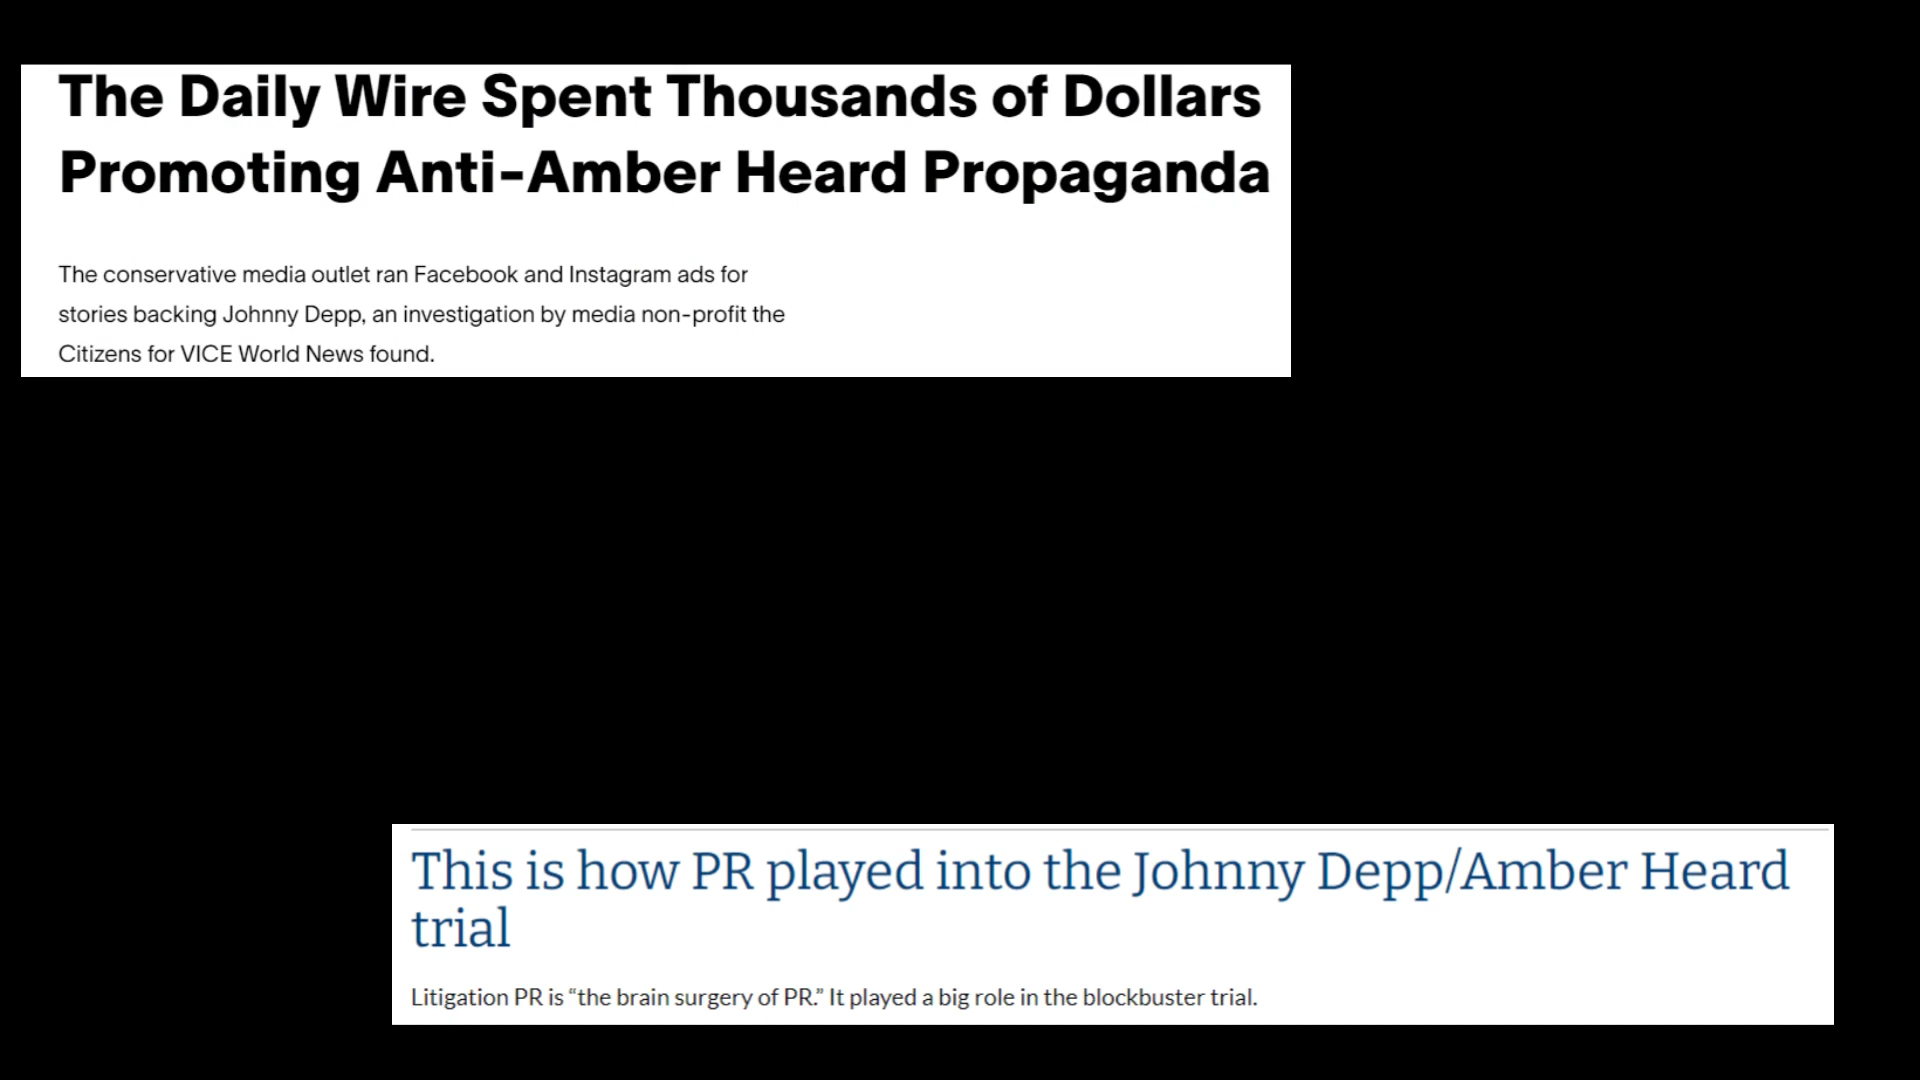 The Daily Wire Spent Thousands of Dollars
Promoting Anti-Amber Heard Propaganda
The conservative media outlet ran Facebook and Instagram ads for
stories backing Johnny Depp, an investigation by media non-profit the
Citizens for VICE World News found.
This is how PR played into the Johnny Depp/Amber Heard
trial
Litigation PR is “the brain surgery of PR.” It played a big role in the blockbuster trial.